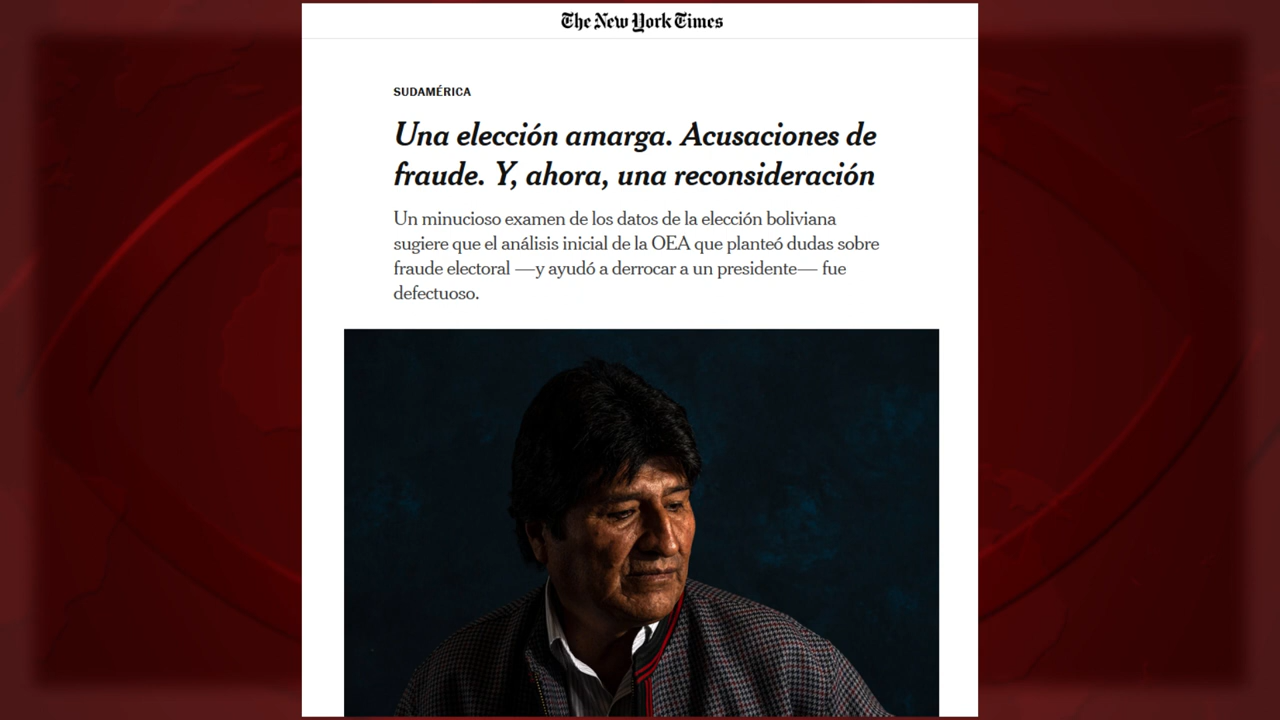 The New York Times
SUDAMÉRICA
Una elección amarga. Acusaciones de
fraude. Y, ahora, una reconsideración
Un minucioso examen de los datos de la elección boliviana
sugiere que el análisis inicial de la OEA que planteó dudas sobre
fraude electoral —y ayudó a derrocar a un presidente— fue
defectuoso.